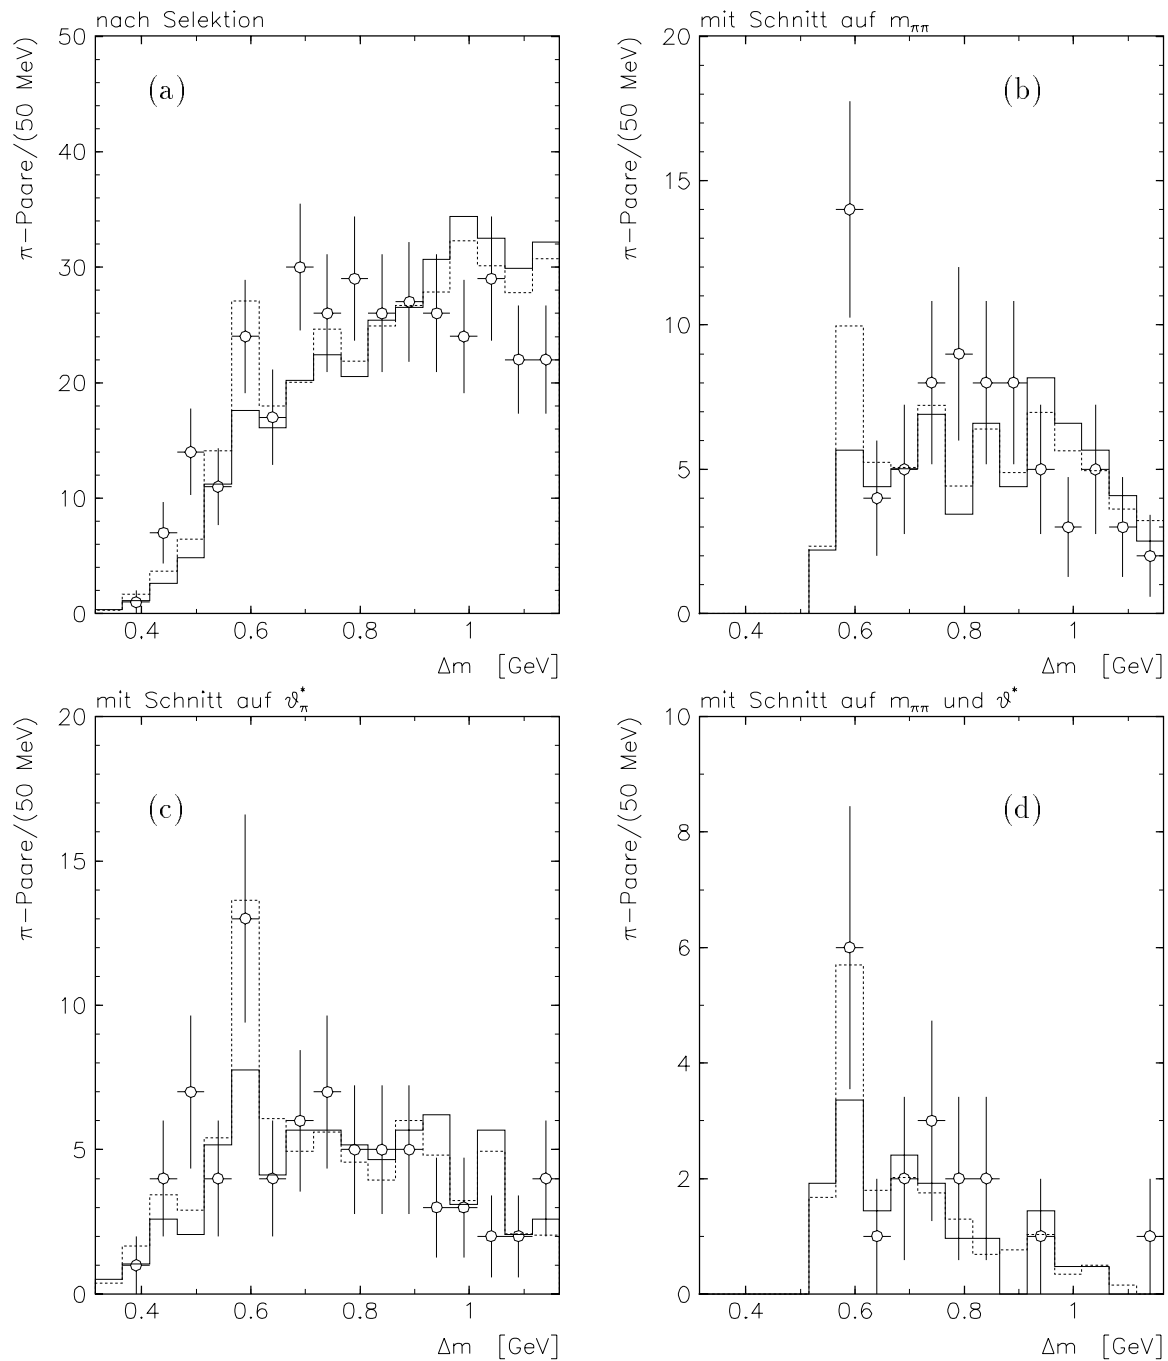 nach Selektion
π-Paare/(50 MeV)
(a)
50
40
30
20
10
0
0.4 0.6 0.8 1
Δm [GeV]
mit Schnitt auf m_ππ
π-Paare/(50 MeV)
(b)
20
15
10
5
0
0.4 0.6 0.8 1
Δm [GeV]
mit Schnitt auf ϑ*_π
π-Paare/(50 MeV)
(c)
20
15
10
5
0
0.4 0.6 0.8 1
Δm [GeV]
mit Schnitt auf m_ππ und ϑ*
π-Paare/(50 MeV)
(d)
10
8
6
4
2
0
0.4 0.6 0.8 1
Δm [GeV]